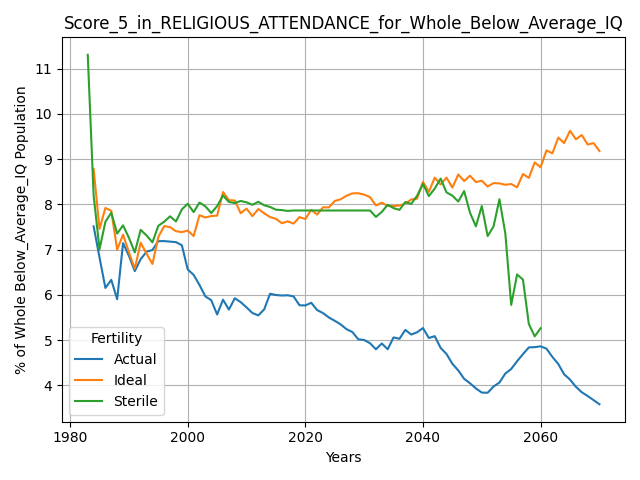 Score_5_in_RELIGIOUS_ATTENDANCE_for_Whole_Below_Average_IQ
% of Whole Below_Average_IQ Population
11
10
9
8
7
6
5
4
Fertility
Actual
Ideal
Sterile
1980 2000 2020 2040 2060
Years